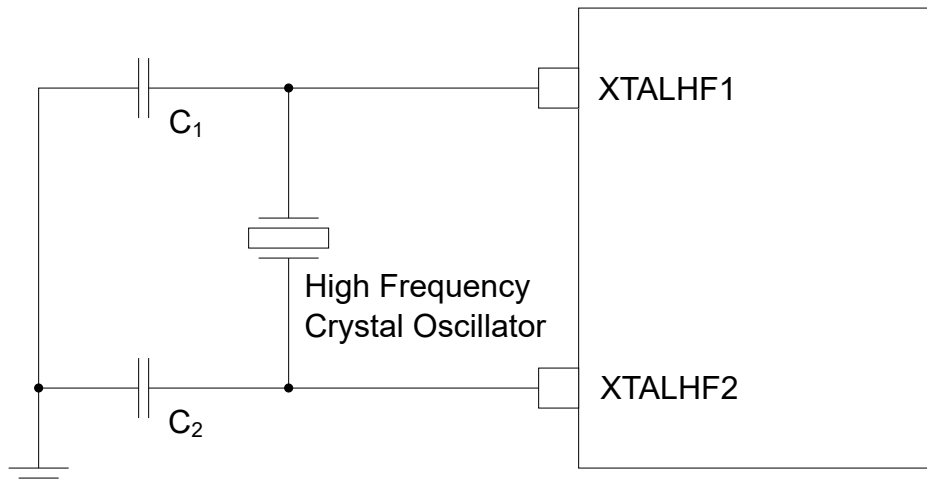 XTALHF1
C₁
High Frequency
Crystal Oscillator
XTALHF2
C₂